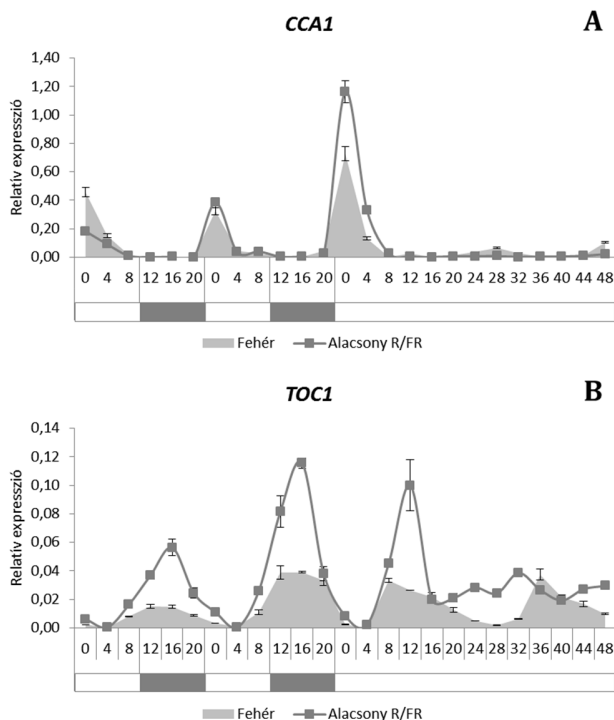 CCA1
A
Relatív expresszió
1,40
1,20
1,00
0,80
0,60
0,40
0,20
0,00
0 4 8 12 16 20 0 4 8 12 16 20 0 4 8 12 16 20 24 28 32 36 40 44 48
Fehér Alacsony R/FR
TOC1
B
Relatív expresszió
0,14
0,12
0,10
0,08
0,06
0,04
0,02
0,00
0 4 8 12 16 20 0 4 8 12 16 20 0 4 8 12 16 20 24 28 32 36 40 44 48
Fehér Alacsony R/FR